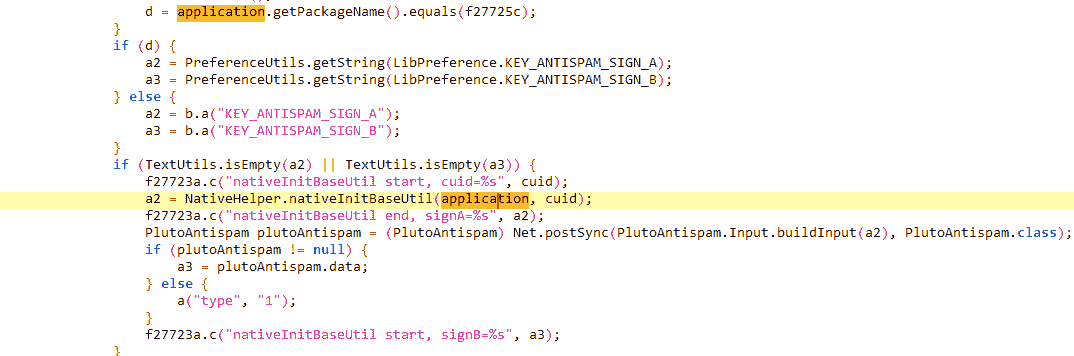 d = application.getPackageName().equals(f27725c);
}
if (d) {
a2 = PreferenceUtils.getString(LibPreference.KEY_ANTISPAM_SIGN_A);
a3 = PreferenceUtils.getString(LibPreference.KEY_ANTISPAM_SIGN_B);
} else {
a2 = b.a("KEY_ANTISPAM_SIGN_A");
a3 = b.a("KEY_ANTISPAM_SIGN_B");
}
if (TextUtils.isEmpty(a2) || TextUtils.isEmpty(a3)) {
f27723a.c("nativeInitBaseUtil start, cuid=%s", cuid);
a2 = NativeHelper.nativeInitBaseUtil(application, cuid);
f27723a.c("nativeInitBaseUtil end, signA=%s", a2);
PlutoAntispam plutoAntispam = (PlutoAntispam) Net.postSync(PlutoAntispam.Input.buildInput(a2), PlutoAntispam.class);
if (plutoAntispam != null) {
a3 = plutoAntispam.data;
} else {
a("type", "1");
}
f27723a.c("nativeInitBaseUtil start, signB=%s", a3);
}